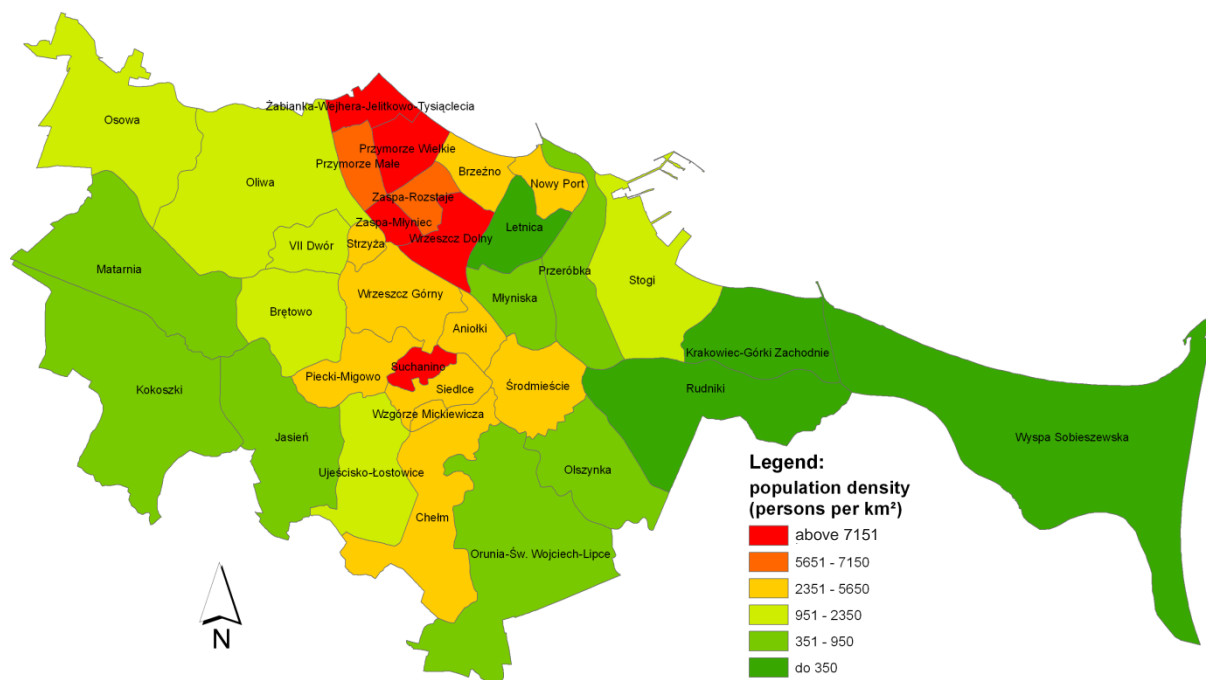 Żabianka-Wejhera-Jelitkowo-Tysiąclecia
Osowa
Przymorze Wielkie
Przymorze Małe
Brzeźno
Oliwa
Nowy Port
Zaspa-Rozstaje
Zaspa-Młyniec
Letnica
Wrzeszcz Dolny
VII Dwór
Strzyża
Matarnia
Przeróbka
Stogi
Wrzeszcz Górny
Młyniska
Brętowo
Aniołki
Krakowiec-Górki Zachodnie
Suchanino
Piecki-Migowo
Rudniki
Kokoszki
Siedlce
Środmieście
Wzgórze Mickiewicza
Jasień
Wyspa Sobieszewska
Olszynka
Ujeścisko-Łostowice
Chełm
Orunia-Św. Wojciech-Lipce
Legend:
population density
(persons per km²)
above 7151
5651 - 7150
2351 - 5650
951 - 2350
351 - 950
do 350
N